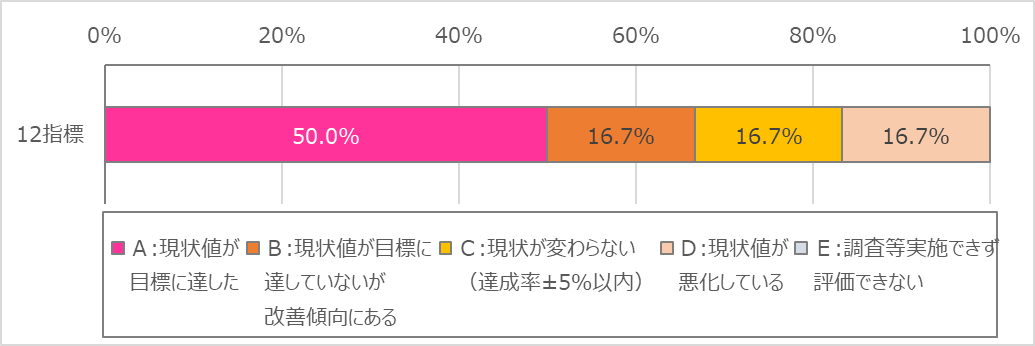 0% 20% 40% 60% 80% 100%
12指標 50.0% 16.7% 16.7% 16.7%
A：現状値が B：現状値が目標に C：現状が変わらない D：現状値が E：調査等実施できず
目標に達した 達していないが （達成率±5%以内） 悪化している 評価できない
改善傾向にある